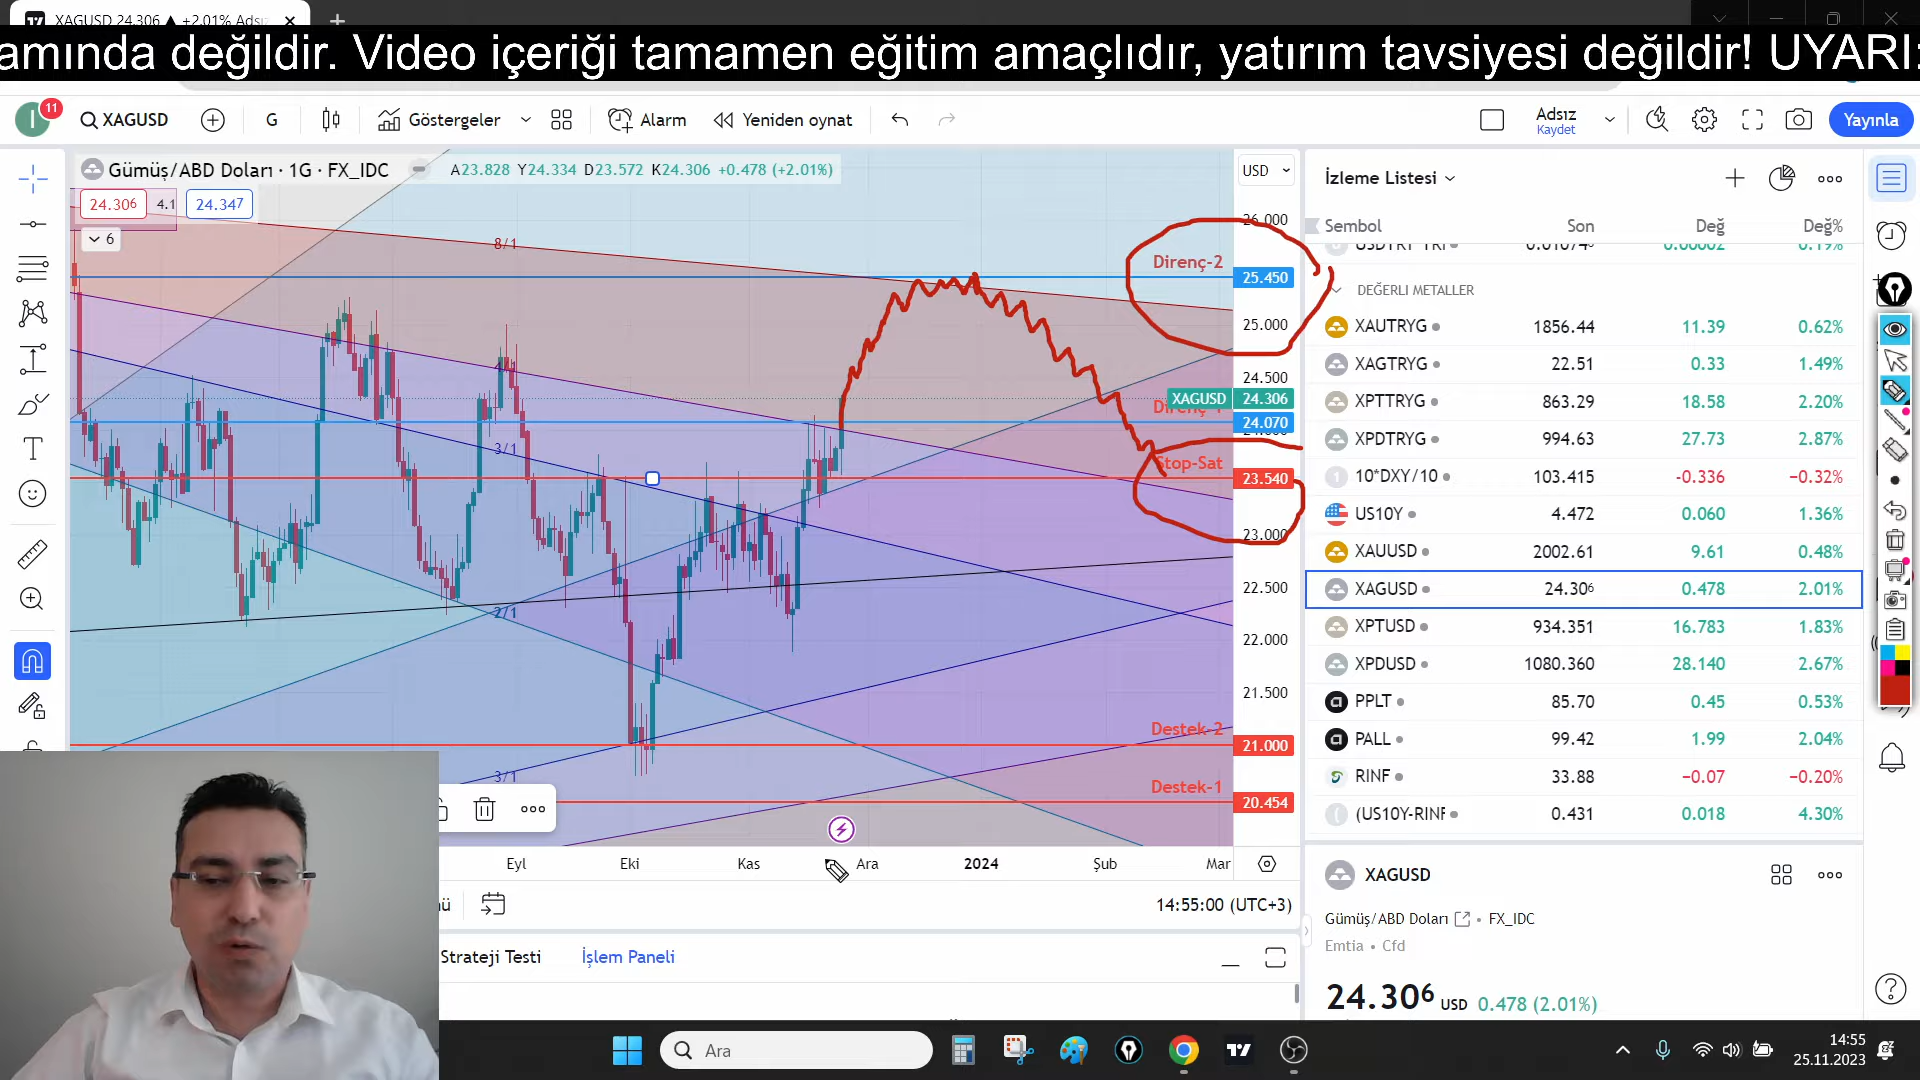 XAGUSD 24.306 ▲ +2.01% Adsız
amında değildir. Video içeriği tamamen eğitim amaçlıdır, yatırım tavsiyesi değildir! UYARI:
I 11 XAGUSD G Göstergeler Alarm Yeniden oynat Adsız Kaydet Yayınla
Gümüş/ABD Doları · 1G · FX_IDC A23.828 Y24.334 D23.572 K24.306 +0.478 (+2.01%) USD
24.306 4.1 24.347
6
8/1
4/1
3/1
2/1
3/1
26.000
Direnç-2 25.450
25.000
24.500
XAGUSD 24.306
Direnç-1 24.070
Stop-Sat 23.540
23.000
22.500
22.000
21.500
Destek-2 21.000
Destek-1 20.454
Eyl Eki Kas Ara 2024 Şub Mar
14:55:00 (UTC+3)
Strateji Testi İşlem Paneli
İzleme Listesi
Sembol Son Değ Değ%
DEĞERLI METALLER
XAUTRYG 1856.44 11.39 0.62%
XAGTRYG 22.51 0.33 1.49%
XPTTRYG 863.29 18.58 2.20%
XPDTRYG 994.63 27.73 2.87%
10*DXY/10 103.415 -0.336 −0.32%
US10Y 4.472 0.060 1.36%
XAUUSD 2002.61 9.61 0.48%
XAGUSD 24.306 0.478 2.01%
XPTUSD 934.351 16.783 1.83%
XPDUSD 1080.360 28.140 2.67%
PPLT 85.70 0.45 0.53%
PALL 99.42 1.99 2.04%
RINF 33.88 −0.07 −0.20%
(US10Y-RINF 0.431 0.018 4.30%
XAGUSD
Gümüş/ABD Doları • FX_IDC
Emtia • Cfd
24.306 USD 0.478 (2.01%)
Ara
14:55
25.11.2023